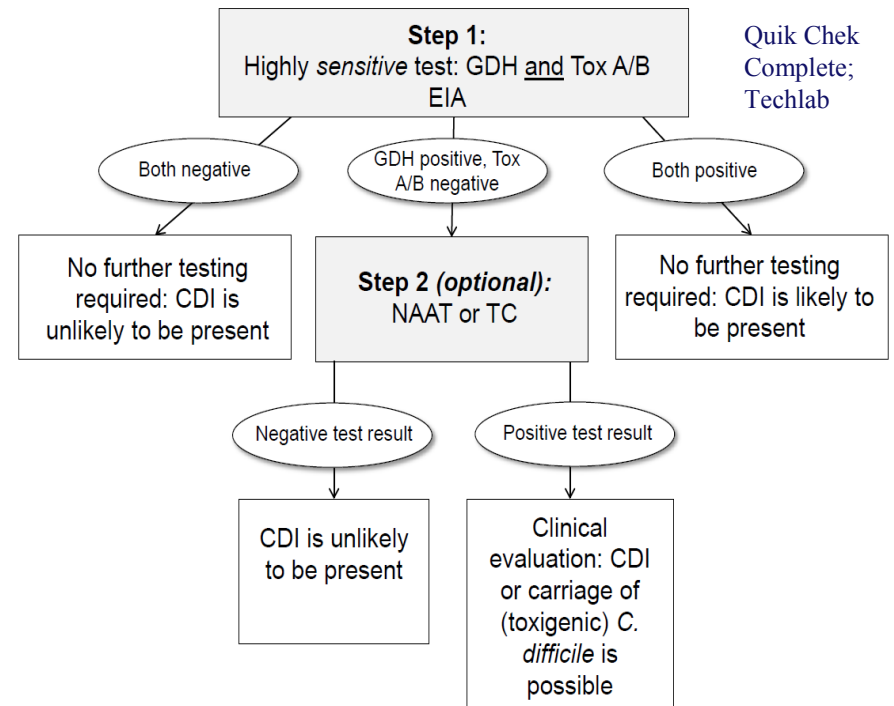 Step 1:
Highly sensitive test: GDH and Tox A/B
EIA
Quik Chek
Complete;
Techlab
Both negative
GDH positive, Tox
A/B negative
Both positive
No further testing
required: CDI is
unlikely to be present
Step 2 (optional):
NAAT or TC
No further testing
required: CDI is likely to
be present
Negative test result
Positive test result
CDI is unlikely
to be present
Clinical
evaluation: CDI
or carriage of
(toxigenic) C.
difficile is
possible